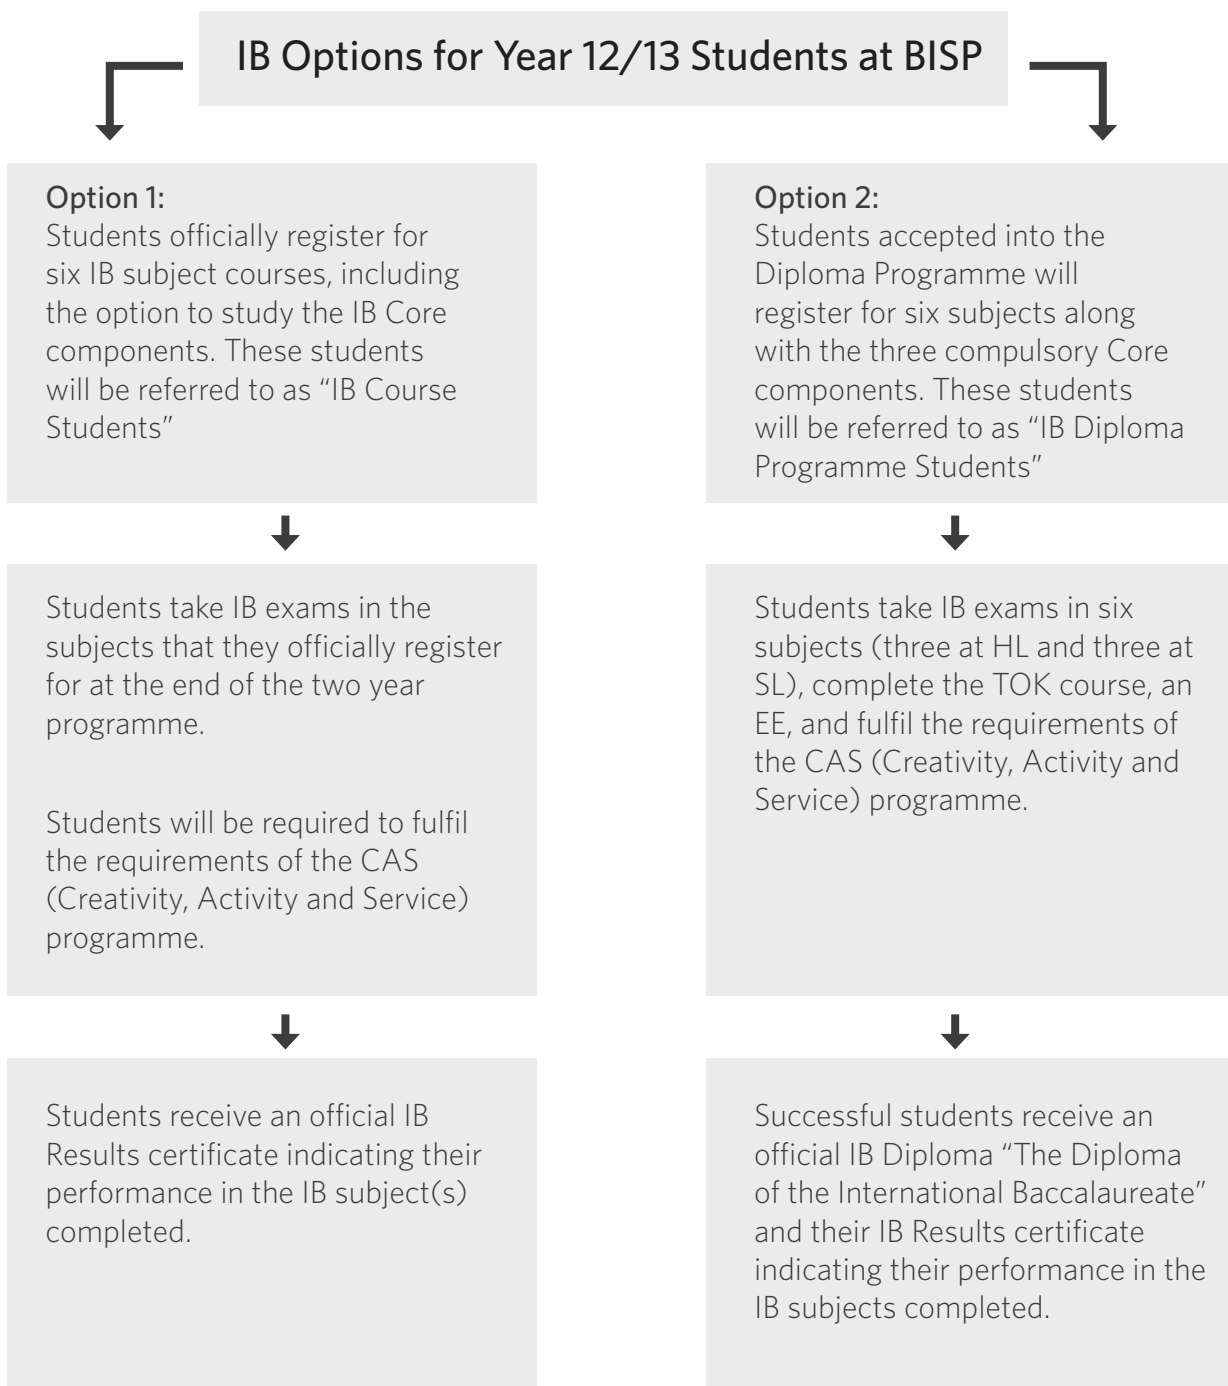 IB Options for Year 12/13 Students at BISP
Option 1:
Students officially register for
six IB subject courses, including
the option to study the IB Core
components. These students
will be referred to as “IB Course
Students”
Students take IB exams in the
subjects that they officially register
for at the end of the two year
programme.
Students will be required to fulfil
the requirements of the CAS
(Creativity, Activity and Service)
programme.
Students receive an official IB
Results certificate indicating their
performance in the IB subject(s)
completed.
Option 2:
Students accepted into the
Diploma Programme will
register for six subjects along
with the three compulsory Core
components. These students
will be referred to as “IB Diploma
Programme Students”
Students take IB exams in six
subjects (three at HL and three at
SL), complete the TOK course, an
EE, and fulfil the requirements of
the CAS (Creativity, Activity and
Service) programme.
Successful students receive an
official IB Diploma “The Diploma
of the International Baccalaureate”
and their IB Results certificate
indicating their performance in the
IB subjects completed.